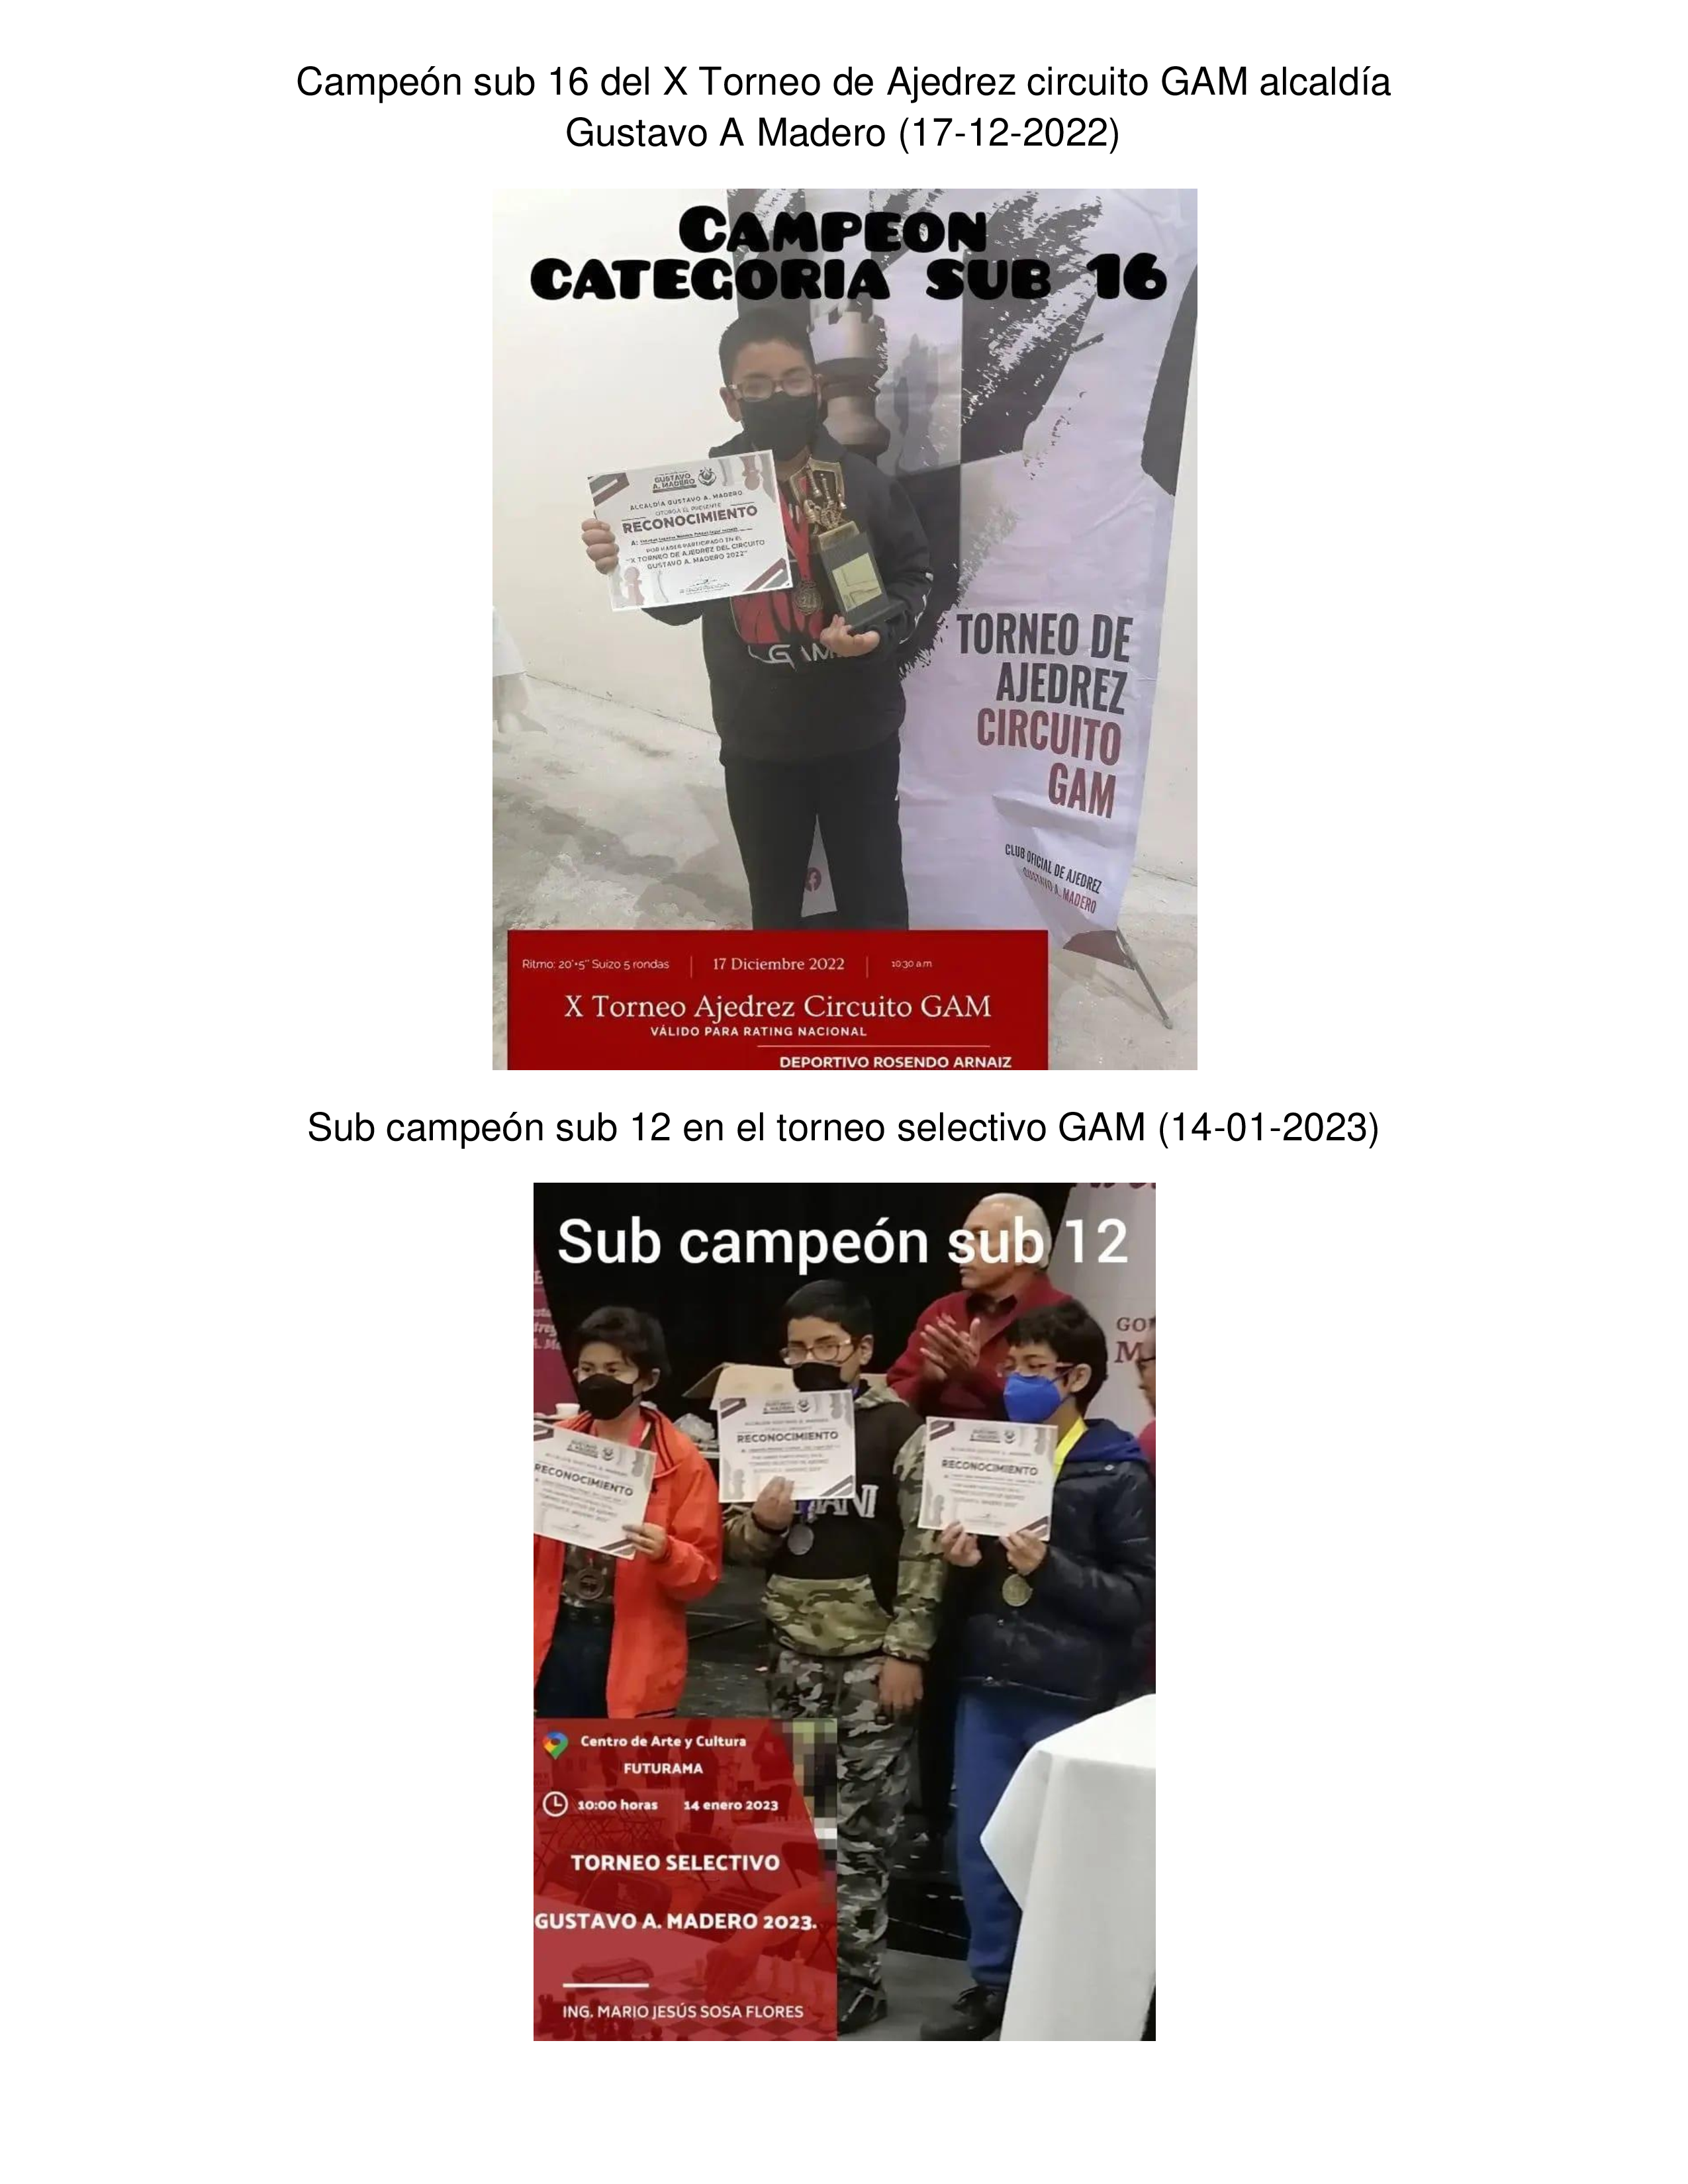 Campeón sub 16 del X Torneo de Ajedrez circuito GAM alcaldía
Gustavo A Madero (17-12-2022)
CAMPEON
CATEGORIA SUB 16
GUSTAVO
A. MADERO
ALCALDÍA GUSTAVO A. MADERO
OTORGA EL PRESENTE
RECONOCIMIENTO
A:
POR HABER PARTICIPADO EN EL
"X TORNEO DE AJEDREZ DEL CIRCUITO
GUSTAVO A. MADERO 2022"
GAM
TORNEO DE
AJEDREZ
CIRCUITO
GAM
CLUB OFICIAL DE AJEDREZ
GUSTAVO A. MADERO
Ritmo: 20'+5" Suizo 5 rondas
17 Diciembre 2022
10:30 a.m
X Torneo Ajedrez Circuito GAM
VÁLIDO PARA RATING NACIONAL
DEPORTIVO ROSENDO ARNAIZ
Sub campeón sub 12 en el torneo selectivo GAM (14-01-2023)
Sub campeón sub 12
GO
M
RECONOCIMIENTO
RECONOCIMIENTO
RECONOCIMIENTO
Centro de Arte y Cultura
FUTURAMA
10:00 horas 14 enero 2023
TORNEO SELECTIVO
GUSTAVO A. MADERO 2023.
ING. MARIO JESÚS SOSA FLORES